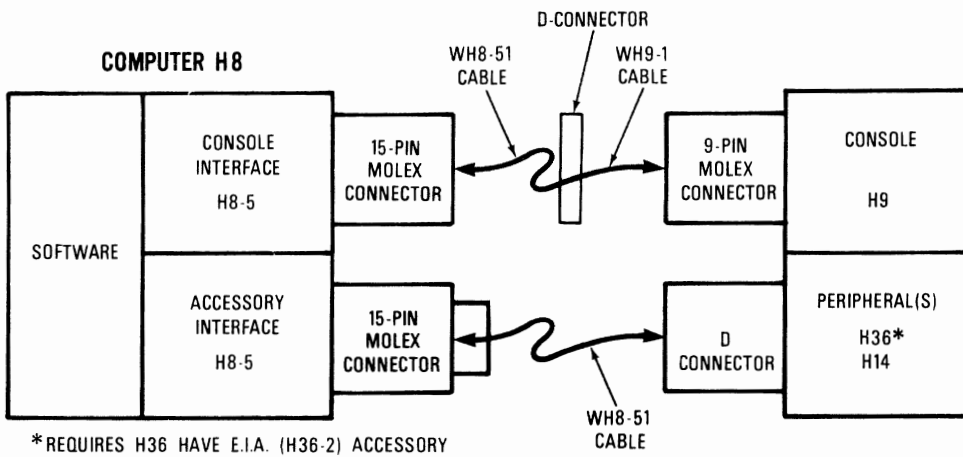 D-CONNECTOR
COMPUTER H8
WH8-51
CABLE
WH9-1
CABLE
SOFTWARE
CONSOLE
INTERFACE
H8-5
15-PIN
MOLEX
CONNECTOR
9-PIN
MOLEX
CONNECTOR
CONSOLE
H9
ACCESSORY
INTERFACE
H8-5
15-PIN
MOLEX
CONNECTOR
D
CONNECTOR
PERIPHERAL(S)
H36*
H14
WH8-51
CABLE
*REQUIRES H36 HAVE E.I.A. (H36-2) ACCESSORY